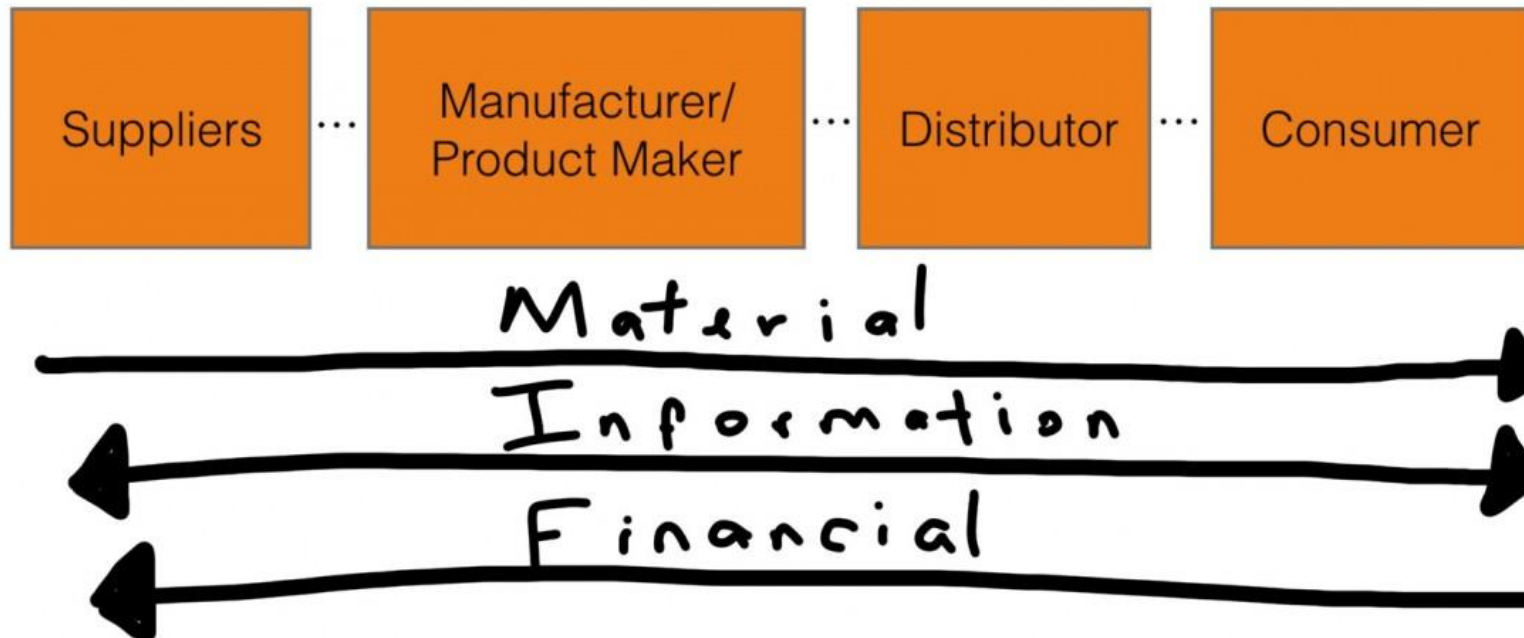 Suppliers ... Manufacturer/ ... Distributor ... Consumer
Product Maker
Material
Information
Financial